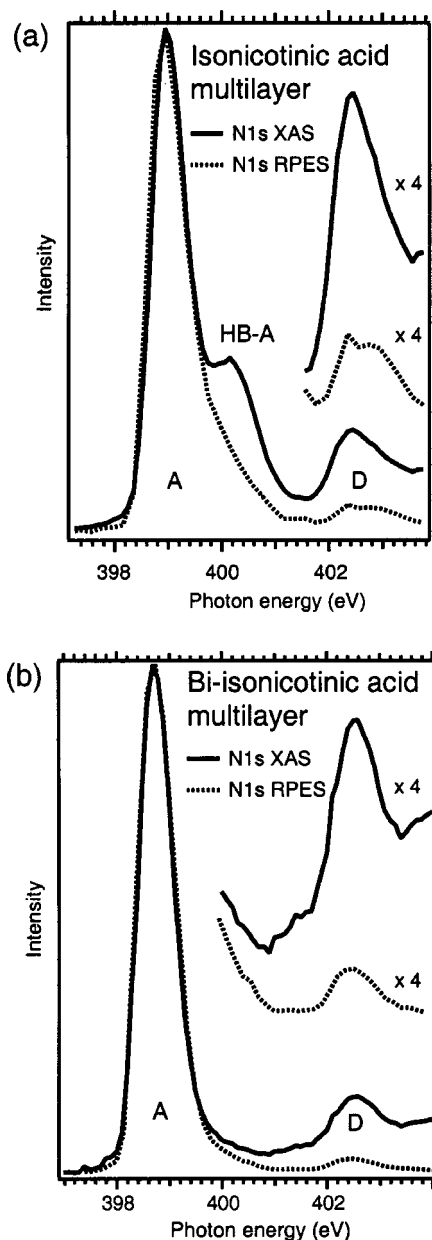 (a)
Isonicotinic acid
multilayer
N1s XAS
N1s RPES
x 4
x 4
HB-A
A
D
Intensity
398
400
402
Photon energy (eV)
(b)
Bi-isonicotinic acid
multilayer
N1s XAS
N1s RPES
x 4
x 4
A
D
Intensity
398
400
402
Photon energy (eV)